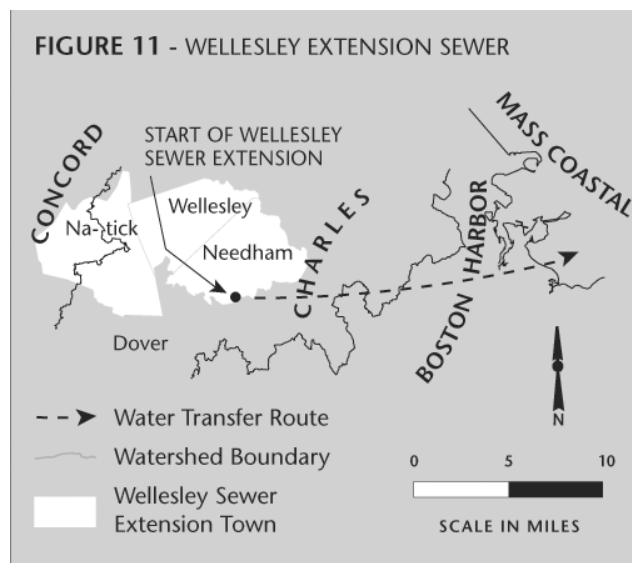 FIGURE 11 - WELLESLEY EXTENSION SEWER
START OF WELLESLEY
SEWER EXTENSION
CONCORD
Na-tick
Wellesley
Needham
Dover
CHARLES
BOSTON HARBOR
MASS COASTAL
Water Transfer Route
Watershed Boundary
Wellesley Sewer
Extension Town
N
0 5 10
SCALE IN MILES